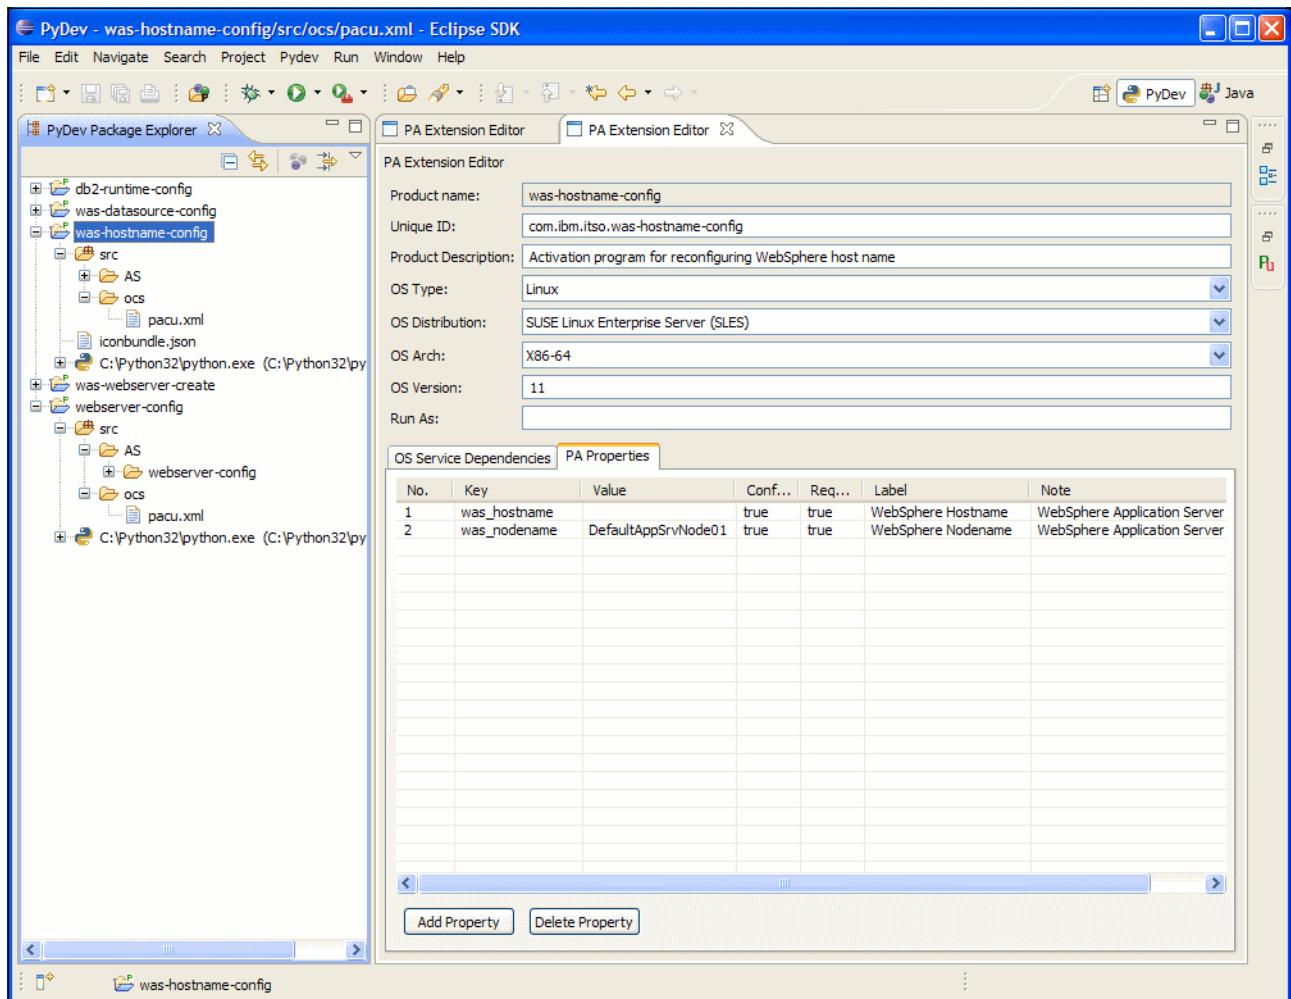 PyDev - was-hostname-config/src/ocs/pacu.xml - Eclipse SDK
File Edit Navigate Search Project Pydev Run Window Help
PyDev Java
PyDev Package Explorer
db2-runtime-config
was-datasource-config
was-hostname-config
src
AS
ocs
pacu.xml
iconbundle.json
C:\Python32\python.exe (C:\Python32\py
was-webserver-create
webserver-config
src
AS
webserver-config
ocs
pacu.xml
C:\Python32\python.exe (C:\Python32\py
PA Extension Editor PA Extension Editor
PA Extension Editor
Product name: was-hostname-config
Unique ID: com.ibm.itso.was-hostname-config
Product Description: Activation program for reconfiguring WebSphere host name
OS Type: Linux
OS Distribution: SUSE Linux Enterprise Server (SLES)
OS Arch: X86-64
OS Version: 11
Run As:
OS Service Dependencies PA Properties
No. Key Value Conf... Req... Label Note
1 was_hostname true true WebSphere Hostname WebSphere Application Server
2 was_nodename DefaultAppSrvNode01 true true WebSphere Nodename WebSphere Application Server
Add Property Delete Property
was-hostname-config